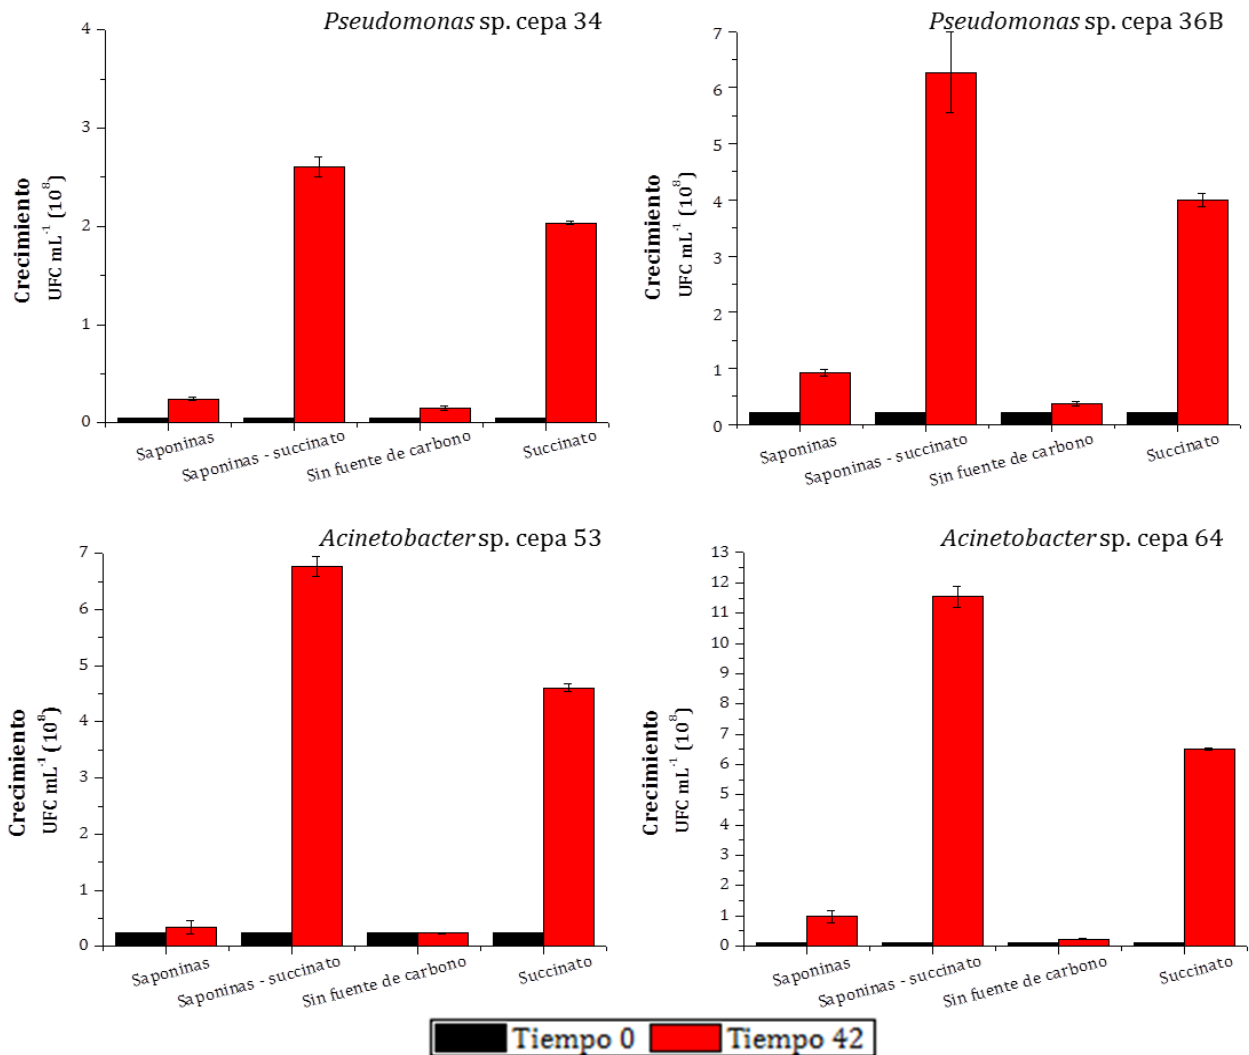 Pseudomonas sp. cepa 34
4
3
2
1
0
Crecimiento
UFC mL⁻¹ (10⁸)
Saponinas
Saponinas - succinato
Sin fuente de carbono
Succinato
Pseudomonas sp. cepa 36B
7
6
5
4
3
2
1
0
Crecimiento
UFC mL⁻¹ (10⁸)
Saponinas
Saponinas - succinato
Sin fuente de carbono
Succinato
Acinetobacter sp. cepa 53
7
6
5
4
3
2
1
0
Crecimiento
UFC mL⁻¹ (10⁸)
Saponinas
Saponinas - succinato
Sin fuente de carbono
Succinato
Acinetobacter sp. cepa 64
13
12
11
10
9
8
7
6
5
4
3
2
1
0
Crecimiento
UFC mL⁻¹ (10⁸)
Saponinas
Saponinas - succinato
Sin fuente de carbono
Succinato
Tiempo 0 Tiempo 42